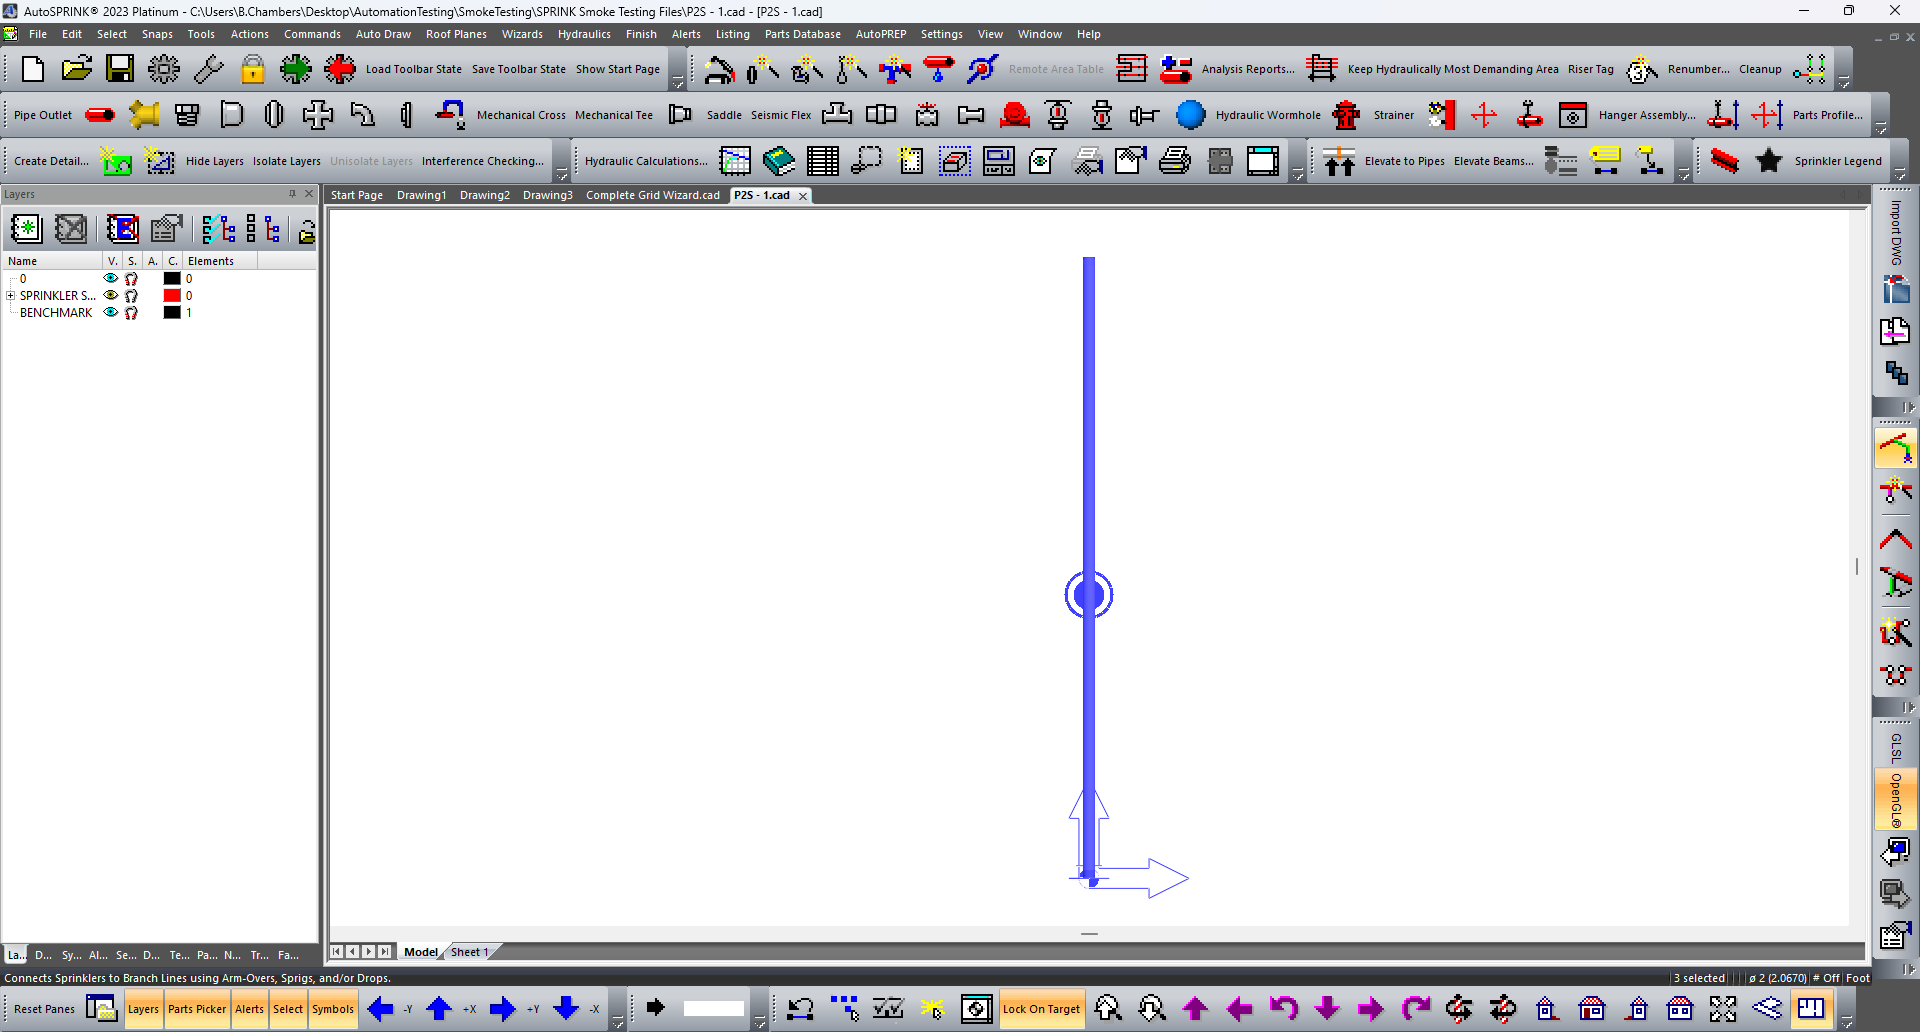 AutoSPRINK® 2023 Platinum - C:\Users\B.Chambers\Desktop\AutomationTesting\SmokeTesting\SPRINK Smoke Testing Files\P2S - 1.cad - [P2S - 1.cad]
File Edit Select Snaps Tools Actions Commands Auto Draw Roof Planes Wizards Hydraulics Finish Alerts Listing Parts Database AutoPREP Settings View Window Help
Load Toolbar State Save Toolbar State Show Start Page Remote Area Table Analysis Reports... Keep Hydraulically Most Demanding Area Riser Tag Renumber... Cleanup
Pipe Outlet Mechanical Cross Mechanical Tee Saddle Seismic Flex Hydraulic Wormhole Strainer Hanger Assembly... Parts Profile...
Create Detail... Hide Layers Isolate Layers Unisolate Layers Interference Checking... Hydraulic Calculations... Elevate to Pipes Elevate Beams... Sprinkler Legend
Layers
Start Page Drawing1 Drawing2 Drawing3 Complete Grid Wizard.cad P2S - 1.cad
Name V. S. A. C. Elements
0 0
SPRINKLER S... 0
BENCHMARK 1
Import DWG
GLSL
OpenGL®
Model Sheet 1
La... D... Sy... Al... Se... D... Te... Pa... N... Tr... Fa...
Connects Sprinklers to Branch Lines using Arm-Overs, Sprigs, and/or Drops.
3 selected ø 2 (2.0670) # Off Foot
Reset Panes Layers Parts Picker Alerts Select Symbols -Y +X +Y -X Lock On Target